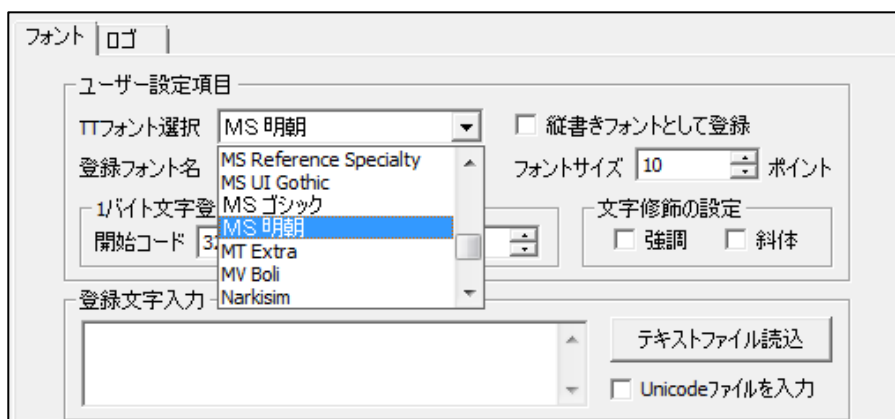 フォント ロゴ
ユーザー設定項目
TTフォント選択 MS 明朝 縦書きフォントとして登録
登録フォント名 フォントサイズ 10 ポイント
MS Reference Specialty
MS UI Gothic
MS ゴシック
MS 明朝
MT Extra
MV Boli
Narkisim
1バイト文字登
開始コード
文字修飾の設定
強調 斜体
登録文字入力
テキストファイル読込
Unicodeファイルを入力